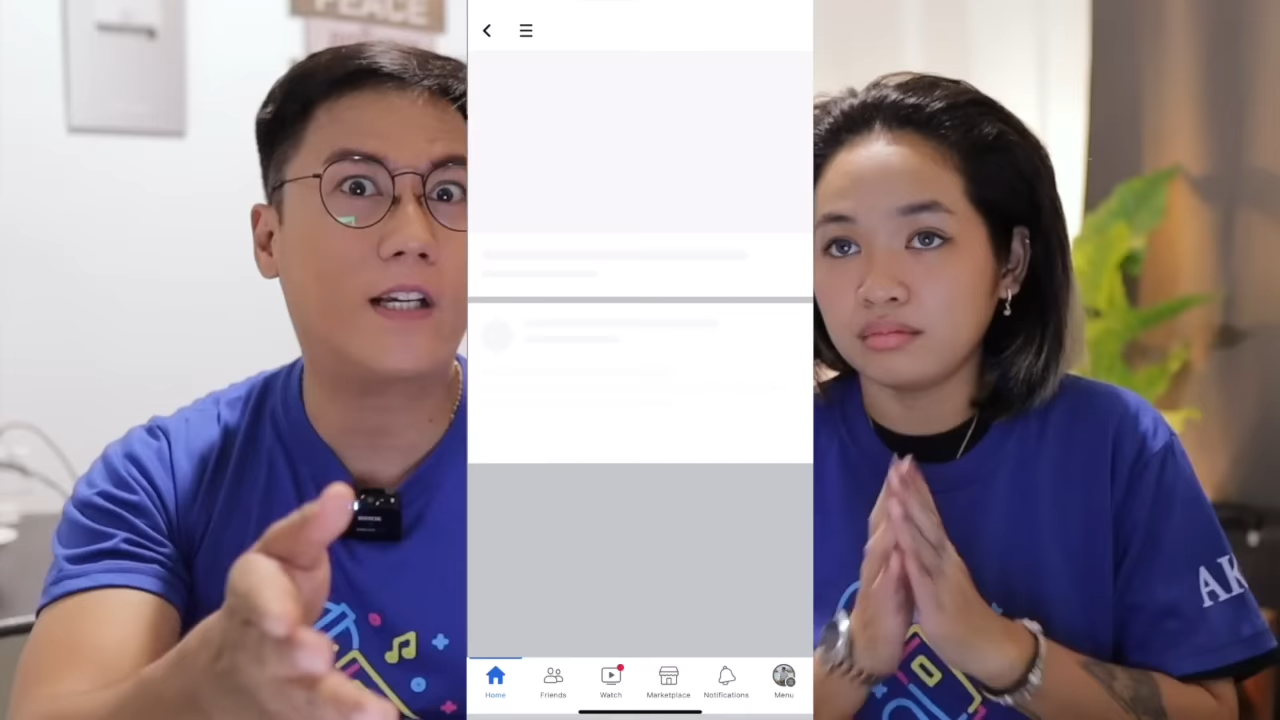 PEACE
Home
Friends
Watch
Marketplace
Notifications
Menu
AK